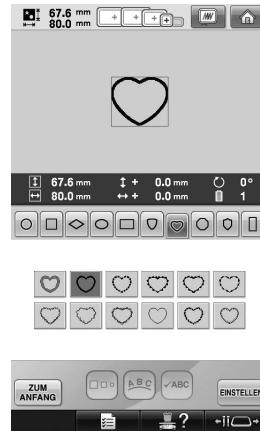 67.6 mm
80.0 mm
67.6 mm + 0.0 mm 0°
80.0 mm + 0.0 mm 1
ZUM
ANFANG
ABC
ABC
EINSTELLEN
?